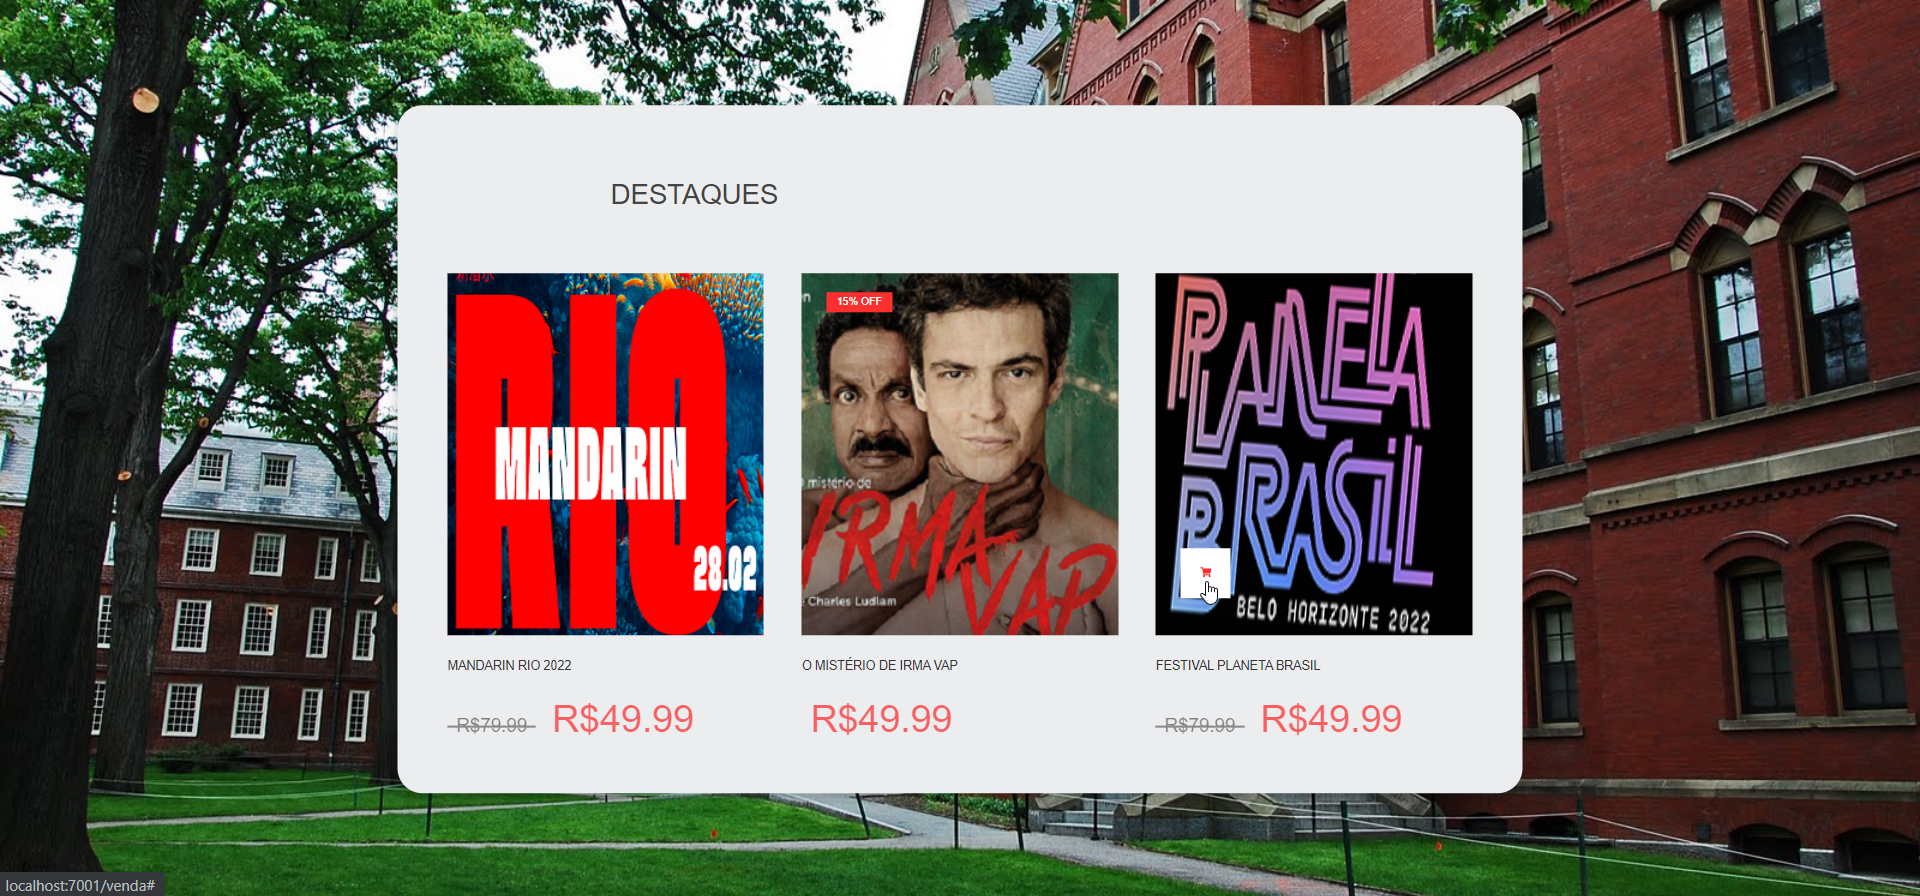 DESTAQUES
RIO
MANDARIN
28.02
15% OFF
mistério de
IRMA
VAP
Charles Ludlam
PLANETA
BRASIL
BELO HORIZONTE 2022
MANDARIN RIO 2022
O MISTÉRIO DE IRMA VAP
FESTIVAL PLANETA BRASIL
R$79.99 R$49.99
R$49.99
R$79.99 R$49.99
localhost:7001/venda#